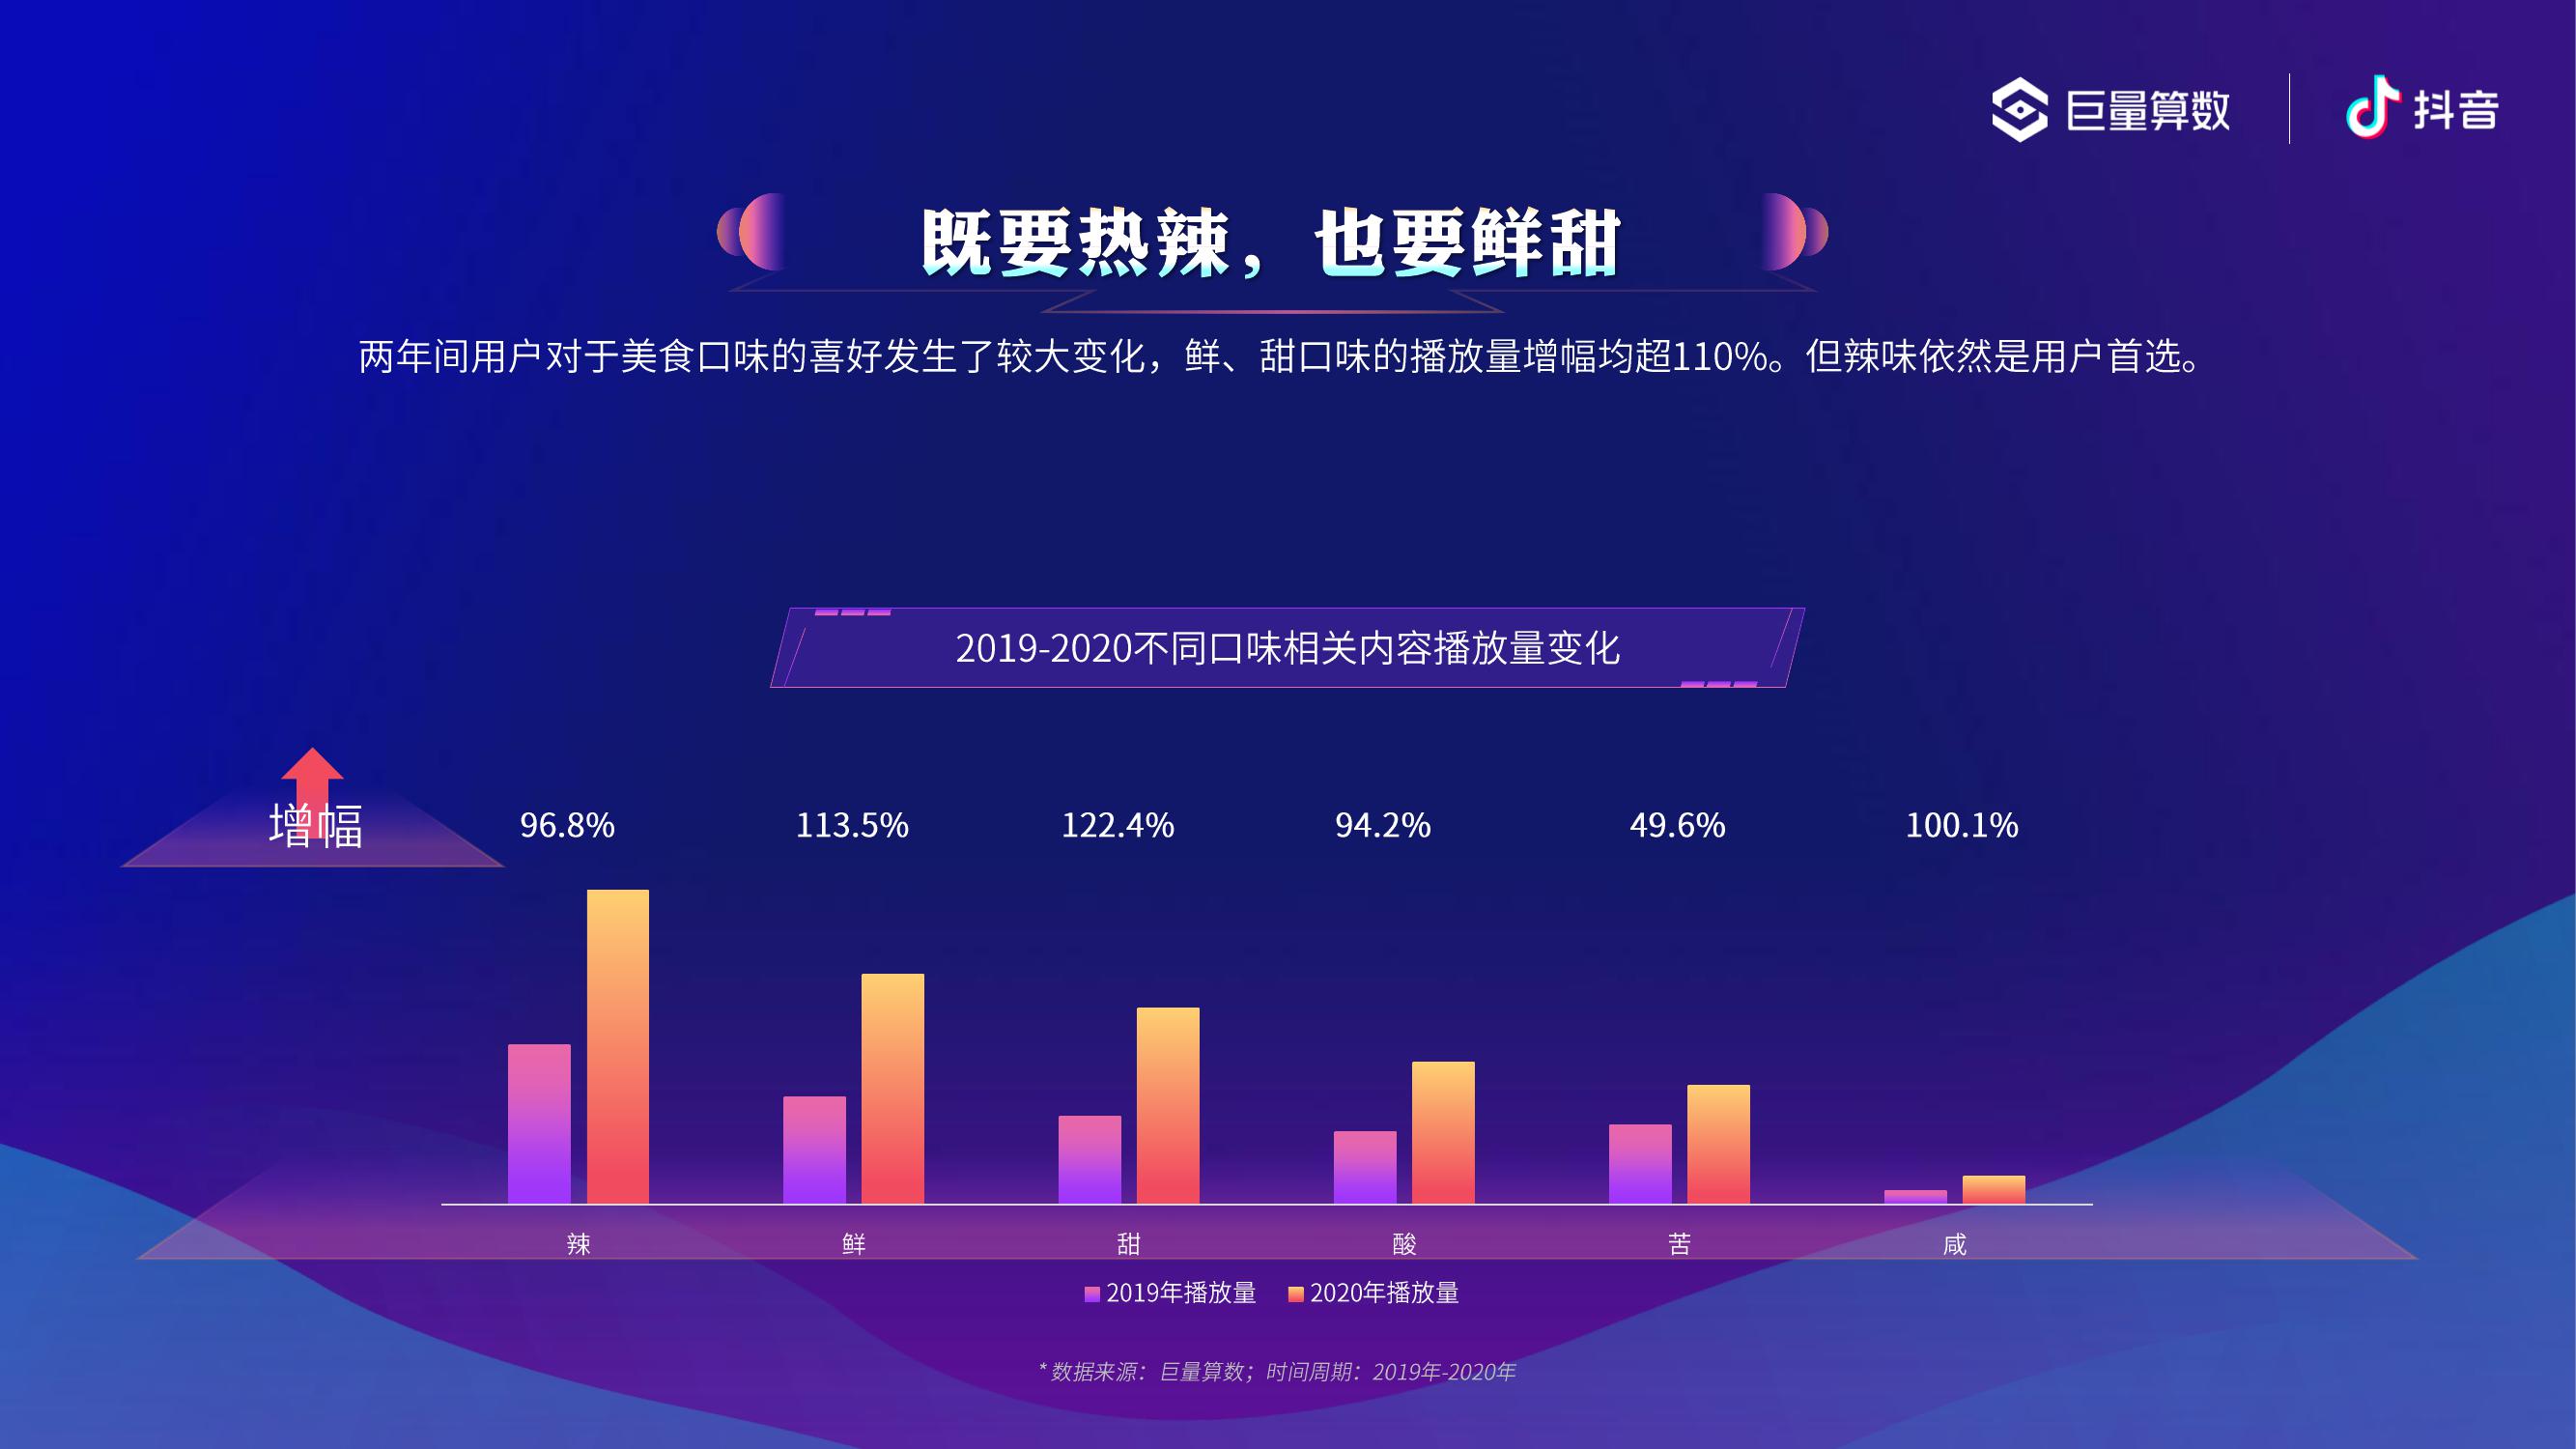 巨量算数
抖音
既要热辣，也要鲜甜
两年间用户对于美食口味的喜好发生了较大变化，鲜、甜口味的播放量增幅均超110%。但辣味依然是用户首选。
2019-2020不同口味相关内容播放量变化
增幅 96.8% 113.5% 122.4% 94.2% 49.6% 100.1%
辣 鲜 甜 酸 苦 咸
2019年播放量 2020年播放量
*数据来源：巨量算数；时间周期：2019年-2020年